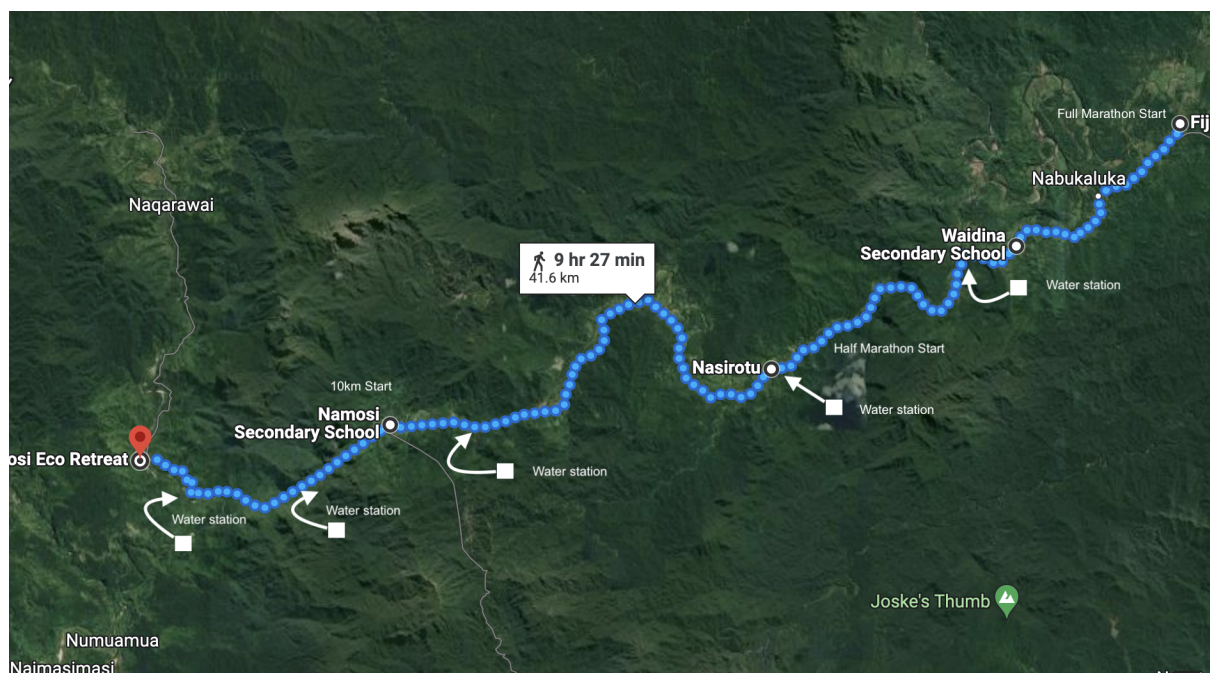 Full Marathon Start
Fij
Nabukaluka
Naqarawai
Waidina
Secondary School
9 hr 27 min
41.6 km
Water station
Half Marathon Start
Nasirotu
10km Start
Namosi
Secondary School
Water station
osi Eco Retreat
Water station
Water station
Water station
Joske's Thumb
Numuamua
Naimasimasi